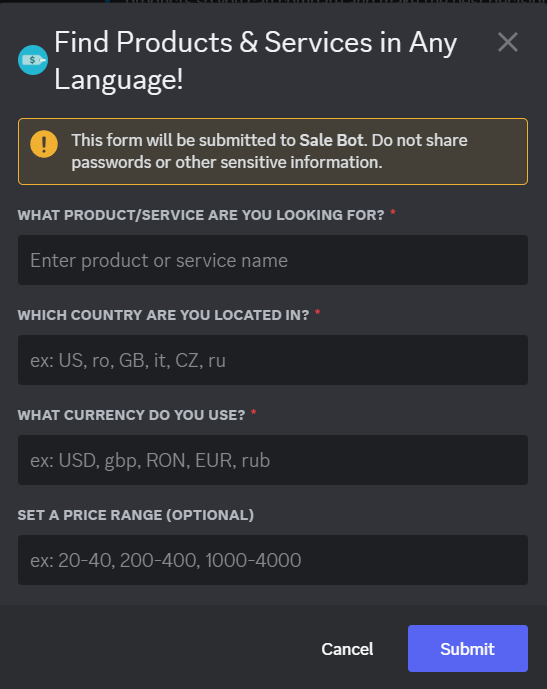 Find Products & Services in Any
Language!
$
This form will be submitted to Sale Bot. Do not share
passwords or other sensitive information.
WHAT PRODUCT/SERVICE ARE YOU LOOKING FOR? *
Enter product or service name
WHICH COUNTRY ARE YOU LOCATED IN? *
ex: US, ro, GB, it, CZ, ru
WHAT CURRENCY DO YOU USE? *
ex: USD, gbp, RON, EUR, rub
SET A PRICE RANGE (OPTIONAL)
ex: 20-40, 200-400, 1000-4000
Cancel
Submit